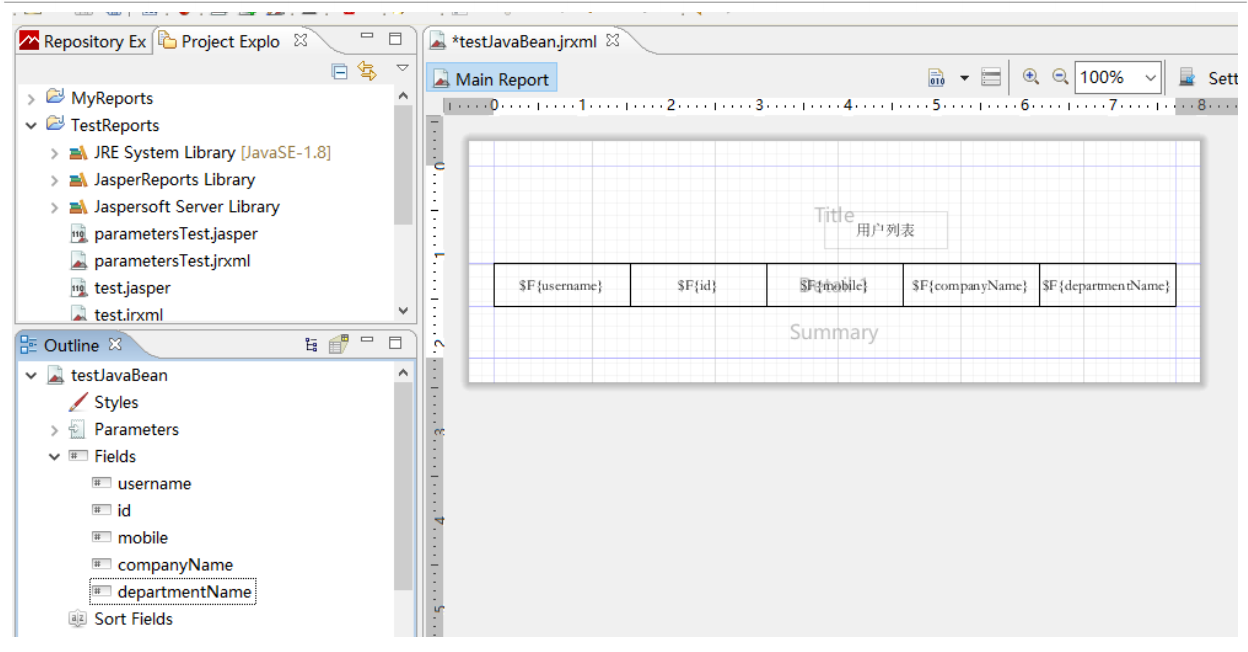 Repository Ex Project Explo
*testJavaBean.jrxml
Main Report
100%
Sett
0 1 2 3 4 5 6 7 8
MyReports
TestReports
JRE System Library [JavaSE-1.8]
JasperReports Library
Jaspersoft Server Library
parametersTest.jasper
parametersTest.jrxml
test.jasper
test.jrxml
Outline
testJavaBean
Styles
Parameters
Fields
username
id
mobile
companyName
departmentName
Sort Fields
0
1
2
3
4
5
Title
用户列表
$F{username} $F{id} $F{mobile} $F{companyName} $F{departmentName}
Detail 1
Summary